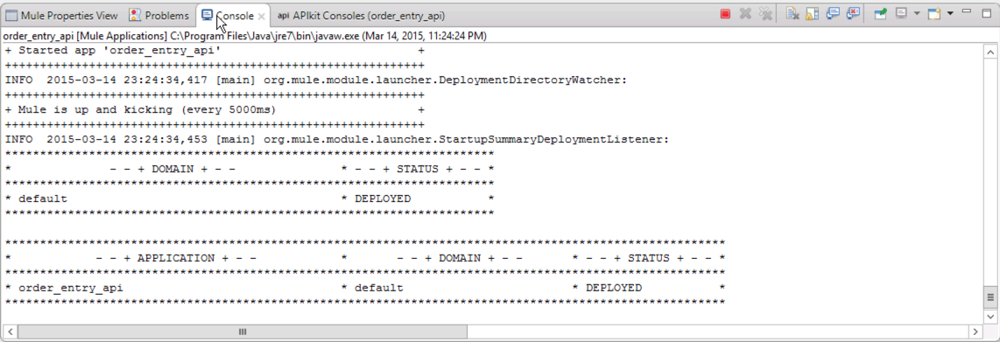 Mule Properties View Problems Console api APIkit Consoles (order_entry_api)
order_entry_api [Mule Applications] C:\Program Files\Java\jre7\bin\javaw.exe (Mar 14, 2015, 11:24:24 PM)
+ Started app 'order_entry_api' +
++++++++++++++++++++++++++++++++++++++++++++++++++++++++++++
INFO 2015-03-14 23:24:34,417 [main] org.mule.module.launcher.DeploymentDirectoryWatcher:
++++++++++++++++++++++++++++++++++++++++++++++++++++++++++++
+ Mule is up and kicking (every 5000ms) +
++++++++++++++++++++++++++++++++++++++++++++++++++++++++++++
INFO 2015-03-14 23:24:34,453 [main] org.mule.module.launcher.StartupSummaryDeploymentListener:
**********************************************************************
* - - + DOMAIN + - - * - - + STATUS + - - *
**********************************************************************
* default * DEPLOYED *
**********************************************************************
*******************************************************************************************************
* - - + APPLICATION + - - * - - + DOMAIN + - - * - - + STATUS + - - *
*******************************************************************************************************
* order_entry_api * default * DEPLOYED *
*******************************************************************************************************